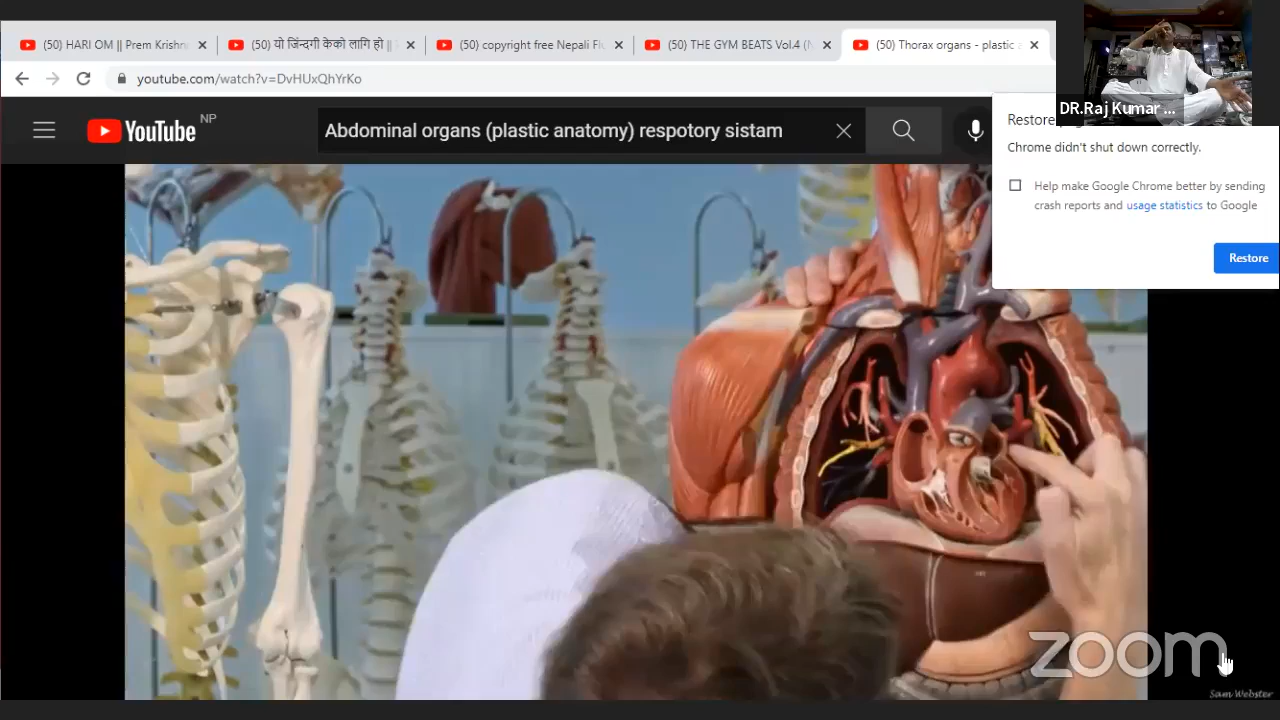 (50) HARI OM || Prem Krishn
(50) यो जिंन्दगी केको लागि हो ||
(50) copyright free Nepali Flu
(50) THE GYM BEATS Vol.4 (N
(50) Thorax organs - plastic a
youtube.com/watch?v=DvHUxQhYrKo
DR.Raj Kumar ...
YouTube NP
Abdominal organs (plastic anatomy) respotory sistam
Restore
Chrome didn't shut down correctly.
Help make Google Chrome better by sending
crash reports and usage statistics to Google
Restore
zoom
Sam Webster